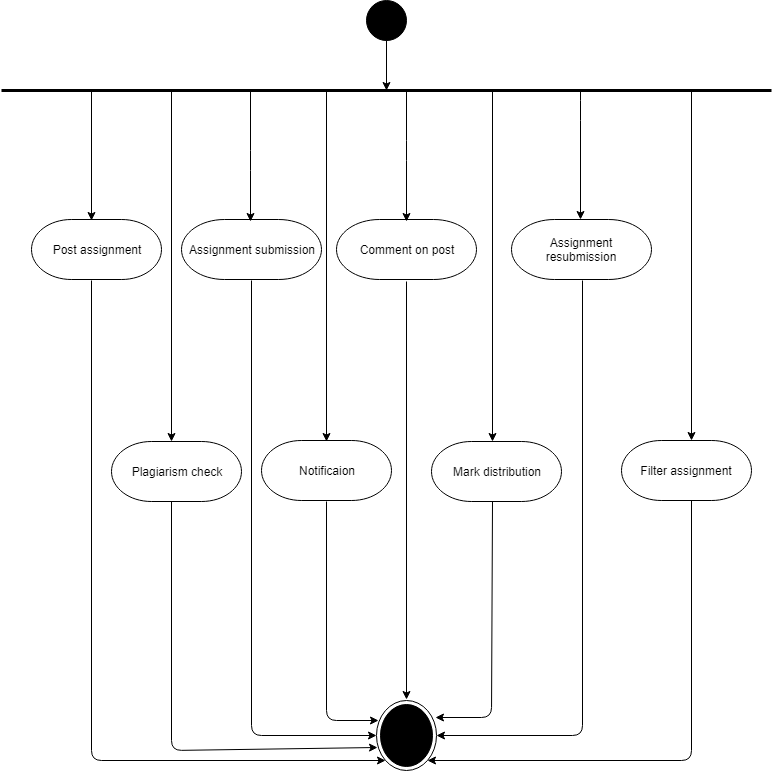 Post assignment
Assignment submission
Comment on post
Assignment
resubmission
Plagiarism check
Notificaion
Mark distribution
Filter assignment